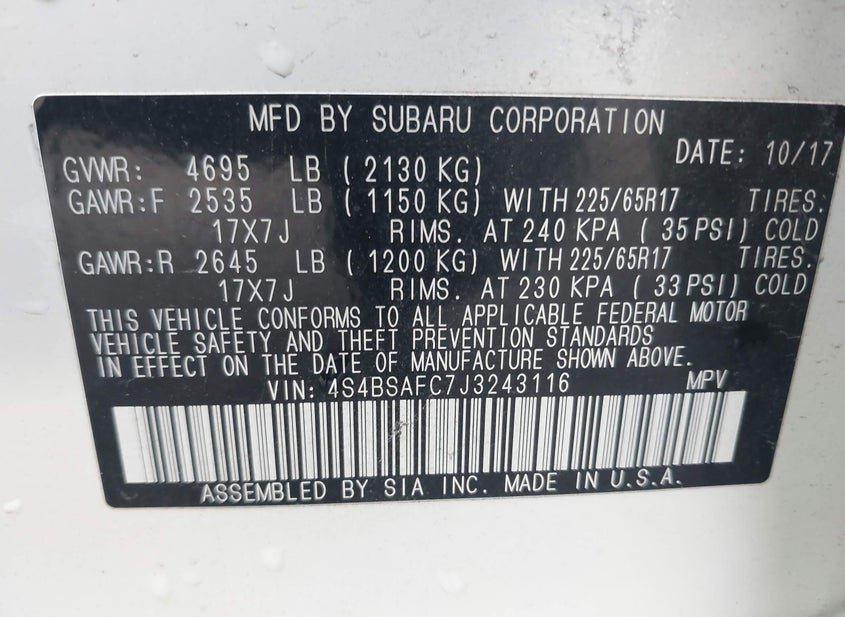 MFD BY SUBARU CORPORATION
DATE: 10/17
GVWR: 4695 LB ( 2130 KG)
GAWR:F 2535 LB ( 1150 KG) WITH 225/65R17 TIRES.
17X7J RIMS. AT 240 KPA ( 35 PSI) COLD
GAWR:R 2645 LB ( 1200 KG) WITH 225/65R17 TIRES.
17X7J RIMS. AT 230 KPA ( 33 PSI) COLD
THIS VEHICLE CONFORMS TO ALL APPLICABLE FEDERAL MOTOR
VEHICLE SAFETY AND THEFT PREVENTION STANDARDS
IN EFFECT ON THE DATE OF MANUFACTURE SHOWN ABOVE.
VIN: 4S4BSAFC7J3243116 MPV
ASSEMBLED BY SIA INC. MADE IN U.S.A.